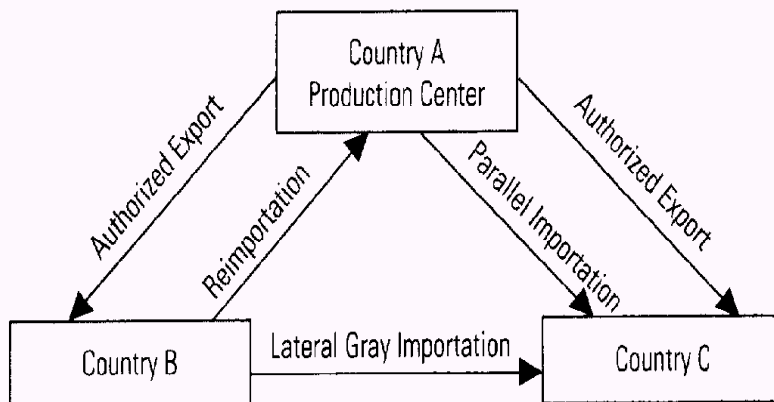 Country A
Production Center
Authorized Export
Reimportation
Parallel Importation
Authorized Export
Country B
Lateral Gray Importation
Country C